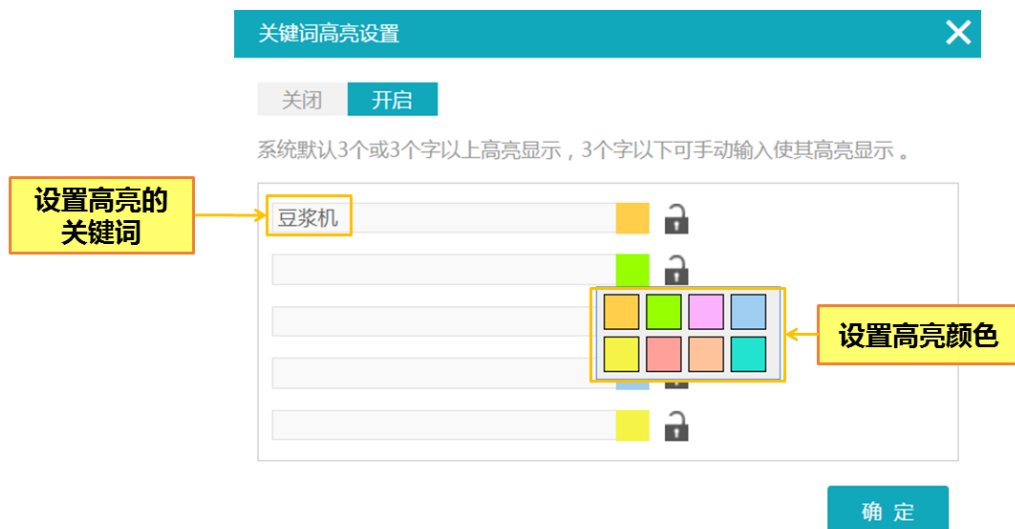 关键词高亮设置
关闭 开启
系统默认3个或3个字以上高亮显示，3个字以下可手动输入使其高亮显示 。
设置高亮的
关键词
豆浆机
设置高亮颜色
确 定